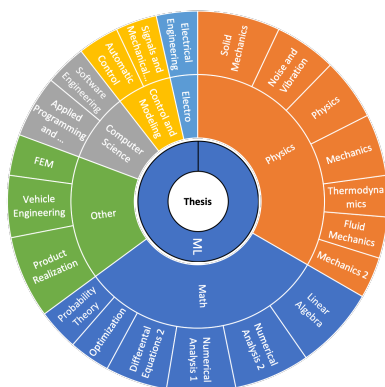 Thesis
ML
Physics
Solid
Mechanics
Noise and
Vibration
Physics
Mechanics
Thermodyna
mics
Fluid
Mechanics
Mechanics 2
Math
Linear
Algebra
Numerical
Analysis 2
Numerical
Analysis 1
Differential
Equations 2
Optimization
Probability
Theory
Other
Product
Realization
Vehicle
Engineering
FEM
Computer
Science
Applied
Programming
and ...
Software
Engineering
Control and
Modeling
Automatic
Control
Signals and
Mechanical...
Electro
Electrical
Engineering